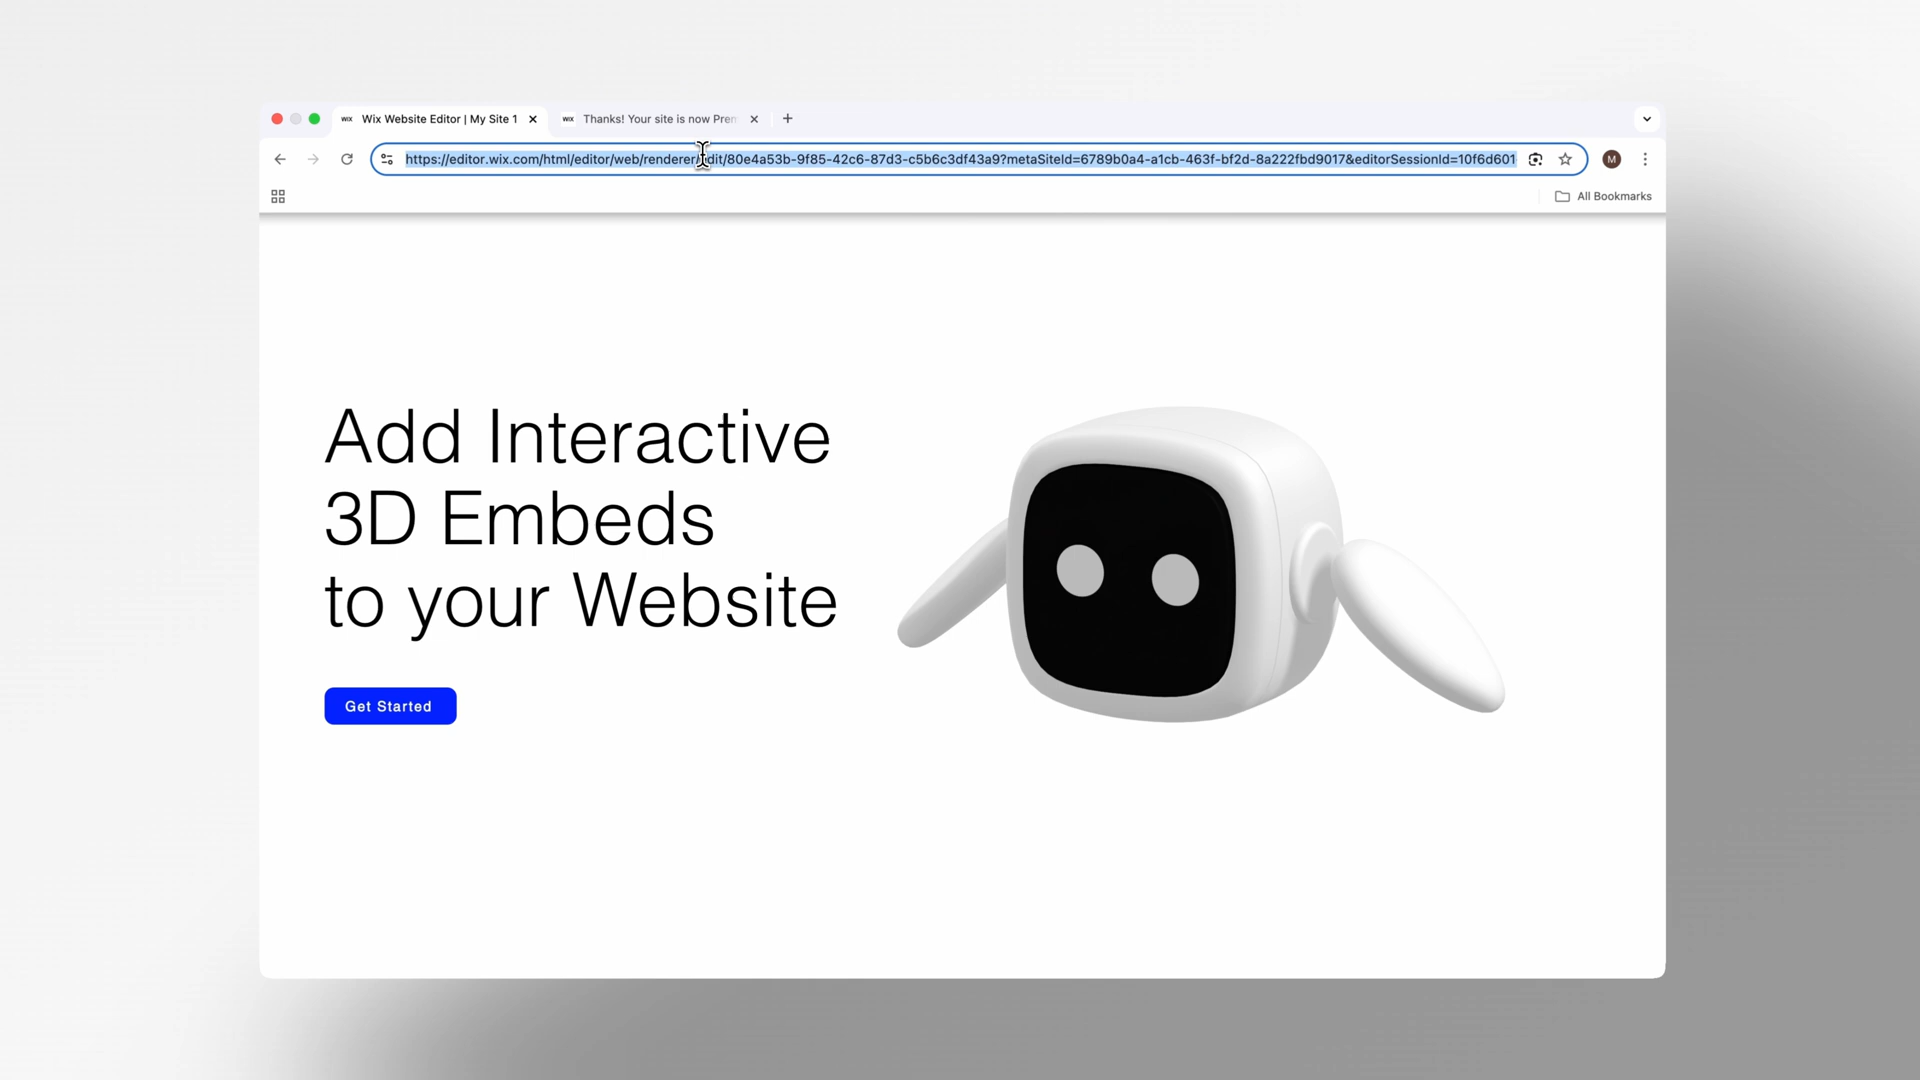 WIX Wix Website Editor | My Site 1
WIX Thanks! Your site is now Prem
https://editor.wix.com/html/editor/web/renderer/edit/80e4a53b-9f85-42c6-87d3-c5b6c3df43a9?metaSiteId=6789b0a4-a1cb-463f-bf2d-8a222fbd9017&editorSessionId=10f6d601-
M
All Bookmarks
Add Interactive
3D Embeds
to your Website
Get Started